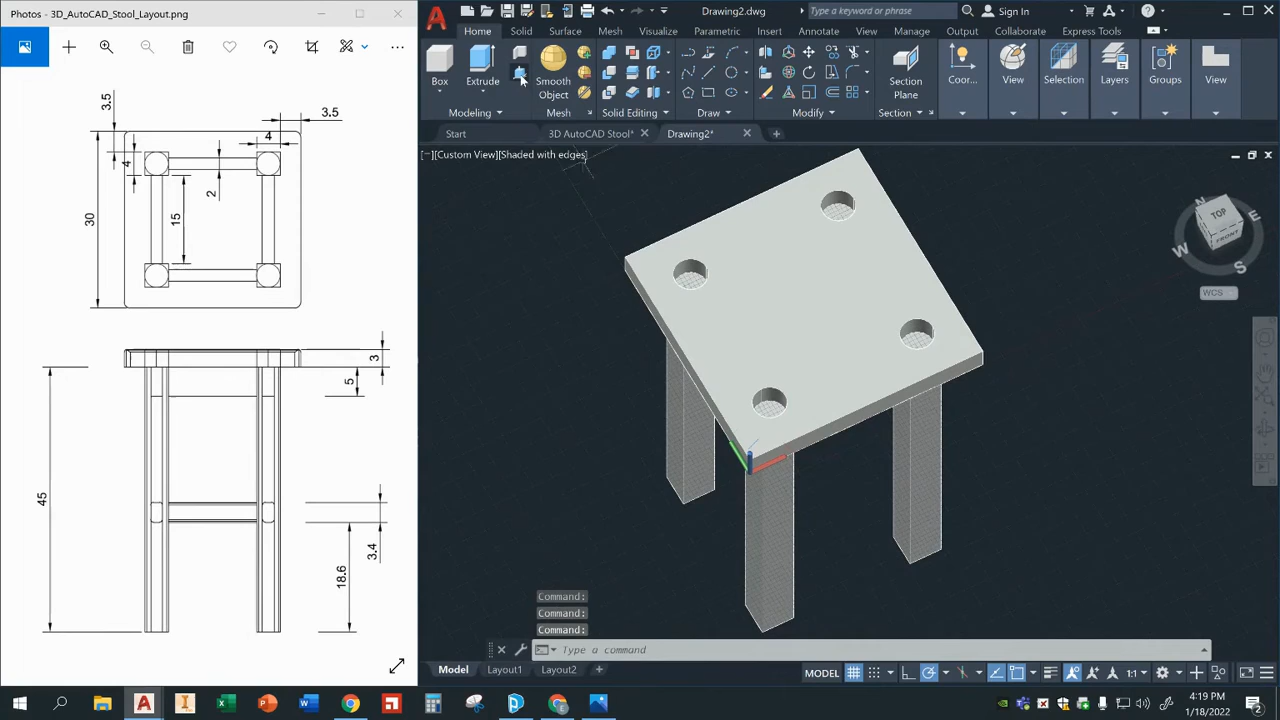 Photos - 3D_AutoCAD_Stool_Layout.png
3.5
3.5
4
4
2
15
30
3
5
45
3.4
18.6
Drawing2.dwg
Type a keyword or phrase
Sign In
Home
Solid
Surface
Mesh
Visualize
Parametric
Insert
Annotate
View
Manage
Output
Collaborate
Express Tools
Box
Extrude
Smooth Object
Section Plane
Coor...
View
Selection
Layers
Groups
View
Modeling
Mesh
Solid Editing
Draw
Modify
Section
Start
3D AutoCAD Stool*
Drawing2*
[−][Custom View][Shaded with edges]
N
TOP
FRONT
W
E
S
WCS
Command:
Command:
Command:
Type a command
Model
Layout1
Layout2
MODEL
1:1
4:19 PM
1/18/2022
2